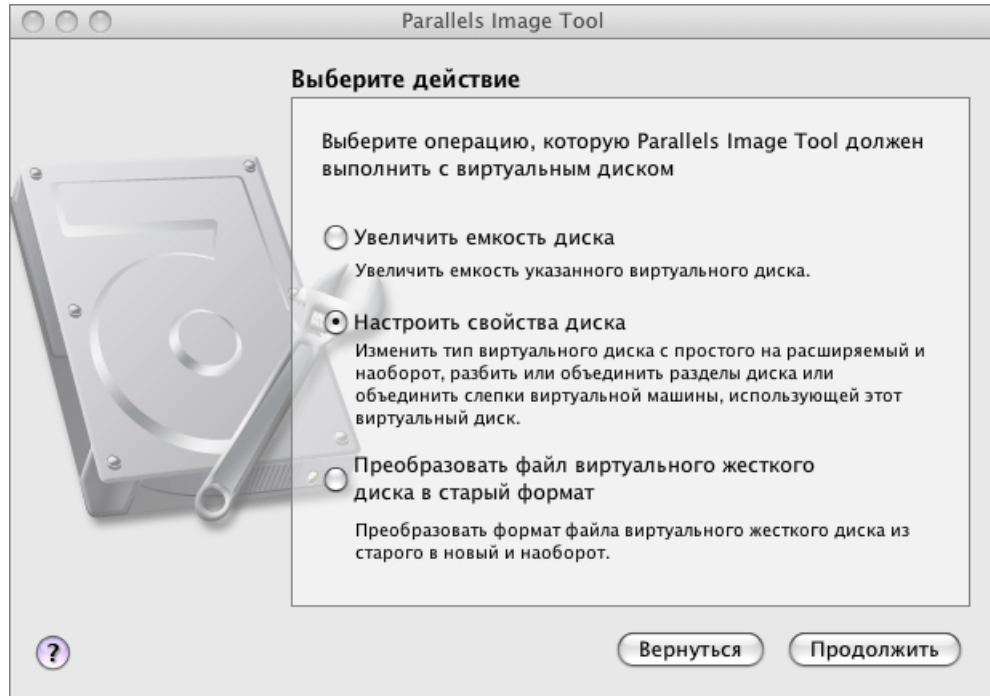 Parallels Image Tool
Выберите действие
Выберите операцию, которую Parallels Image Tool должен
выполнить с виртуальным диском
Увеличить емкость диска
Увеличить емкость указанного виртуального диска.
Настроить свойства диска
Изменить тип виртуального диска с простого на расширяемый и
наоборот, разбить или объединить разделы диска или
объединить слепки виртуальной машины, использующей этот
виртуальный диск.
Преобразовать файл виртуального жесткого
диска в старый формат
Преобразовать формат файла виртуального жесткого диска из
старого в новый и наоборот.
?
Вернуться
Продолжить